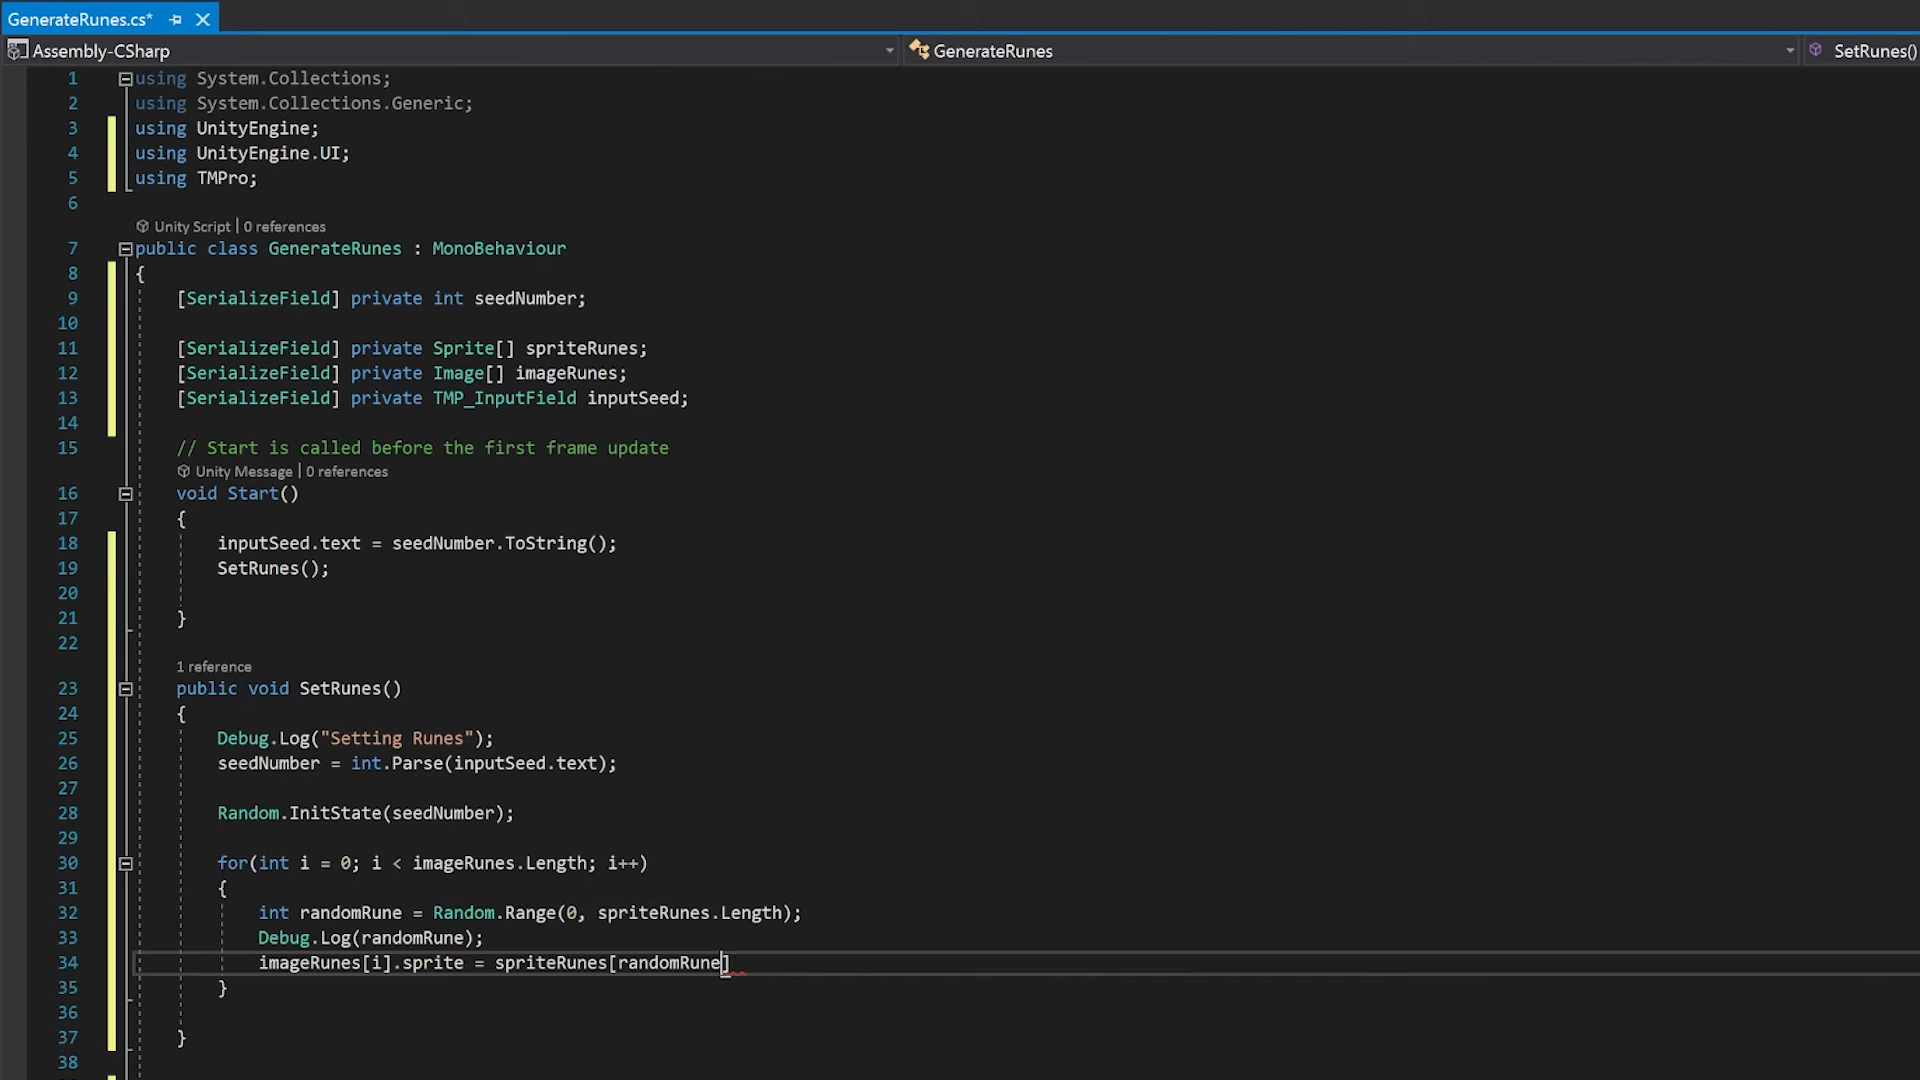 GenerateRunes.cs*
Assembly-CSharp GenerateRunes SetRunes()
1 using System.Collections;
2 using System.Collections.Generic;
3 using UnityEngine;
4 using UnityEngine.UI;
5 using TMPro;
6
Unity Script | 0 references
7 public class GenerateRunes : MonoBehaviour
8 {
9 [SerializeField] private int seedNumber;
10
11 [SerializeField] private Sprite[] spriteRunes;
12 [SerializeField] private Image[] imageRunes;
13 [SerializeField] private TMP_InputField inputSeed;
14
15 // Start is called before the first frame update
Unity Message | 0 references
16 void Start()
17 {
18 inputSeed.text = seedNumber.ToString();
19 SetRunes();
20
21 }
22
1 reference
23 public void SetRunes()
24 {
25 Debug.Log("Setting Runes");
26 seedNumber = int.Parse(inputSeed.text);
27
28 Random.InitState(seedNumber);
29
30 for(int i = 0; i < imageRunes.Length; i++)
31 {
32 int randomRune = Random.Range(0, spriteRunes.Length);
33 Debug.Log(randomRune);
34 imageRunes[i].sprite = spriteRunes[randomRune]
35 }
36
37 }
38